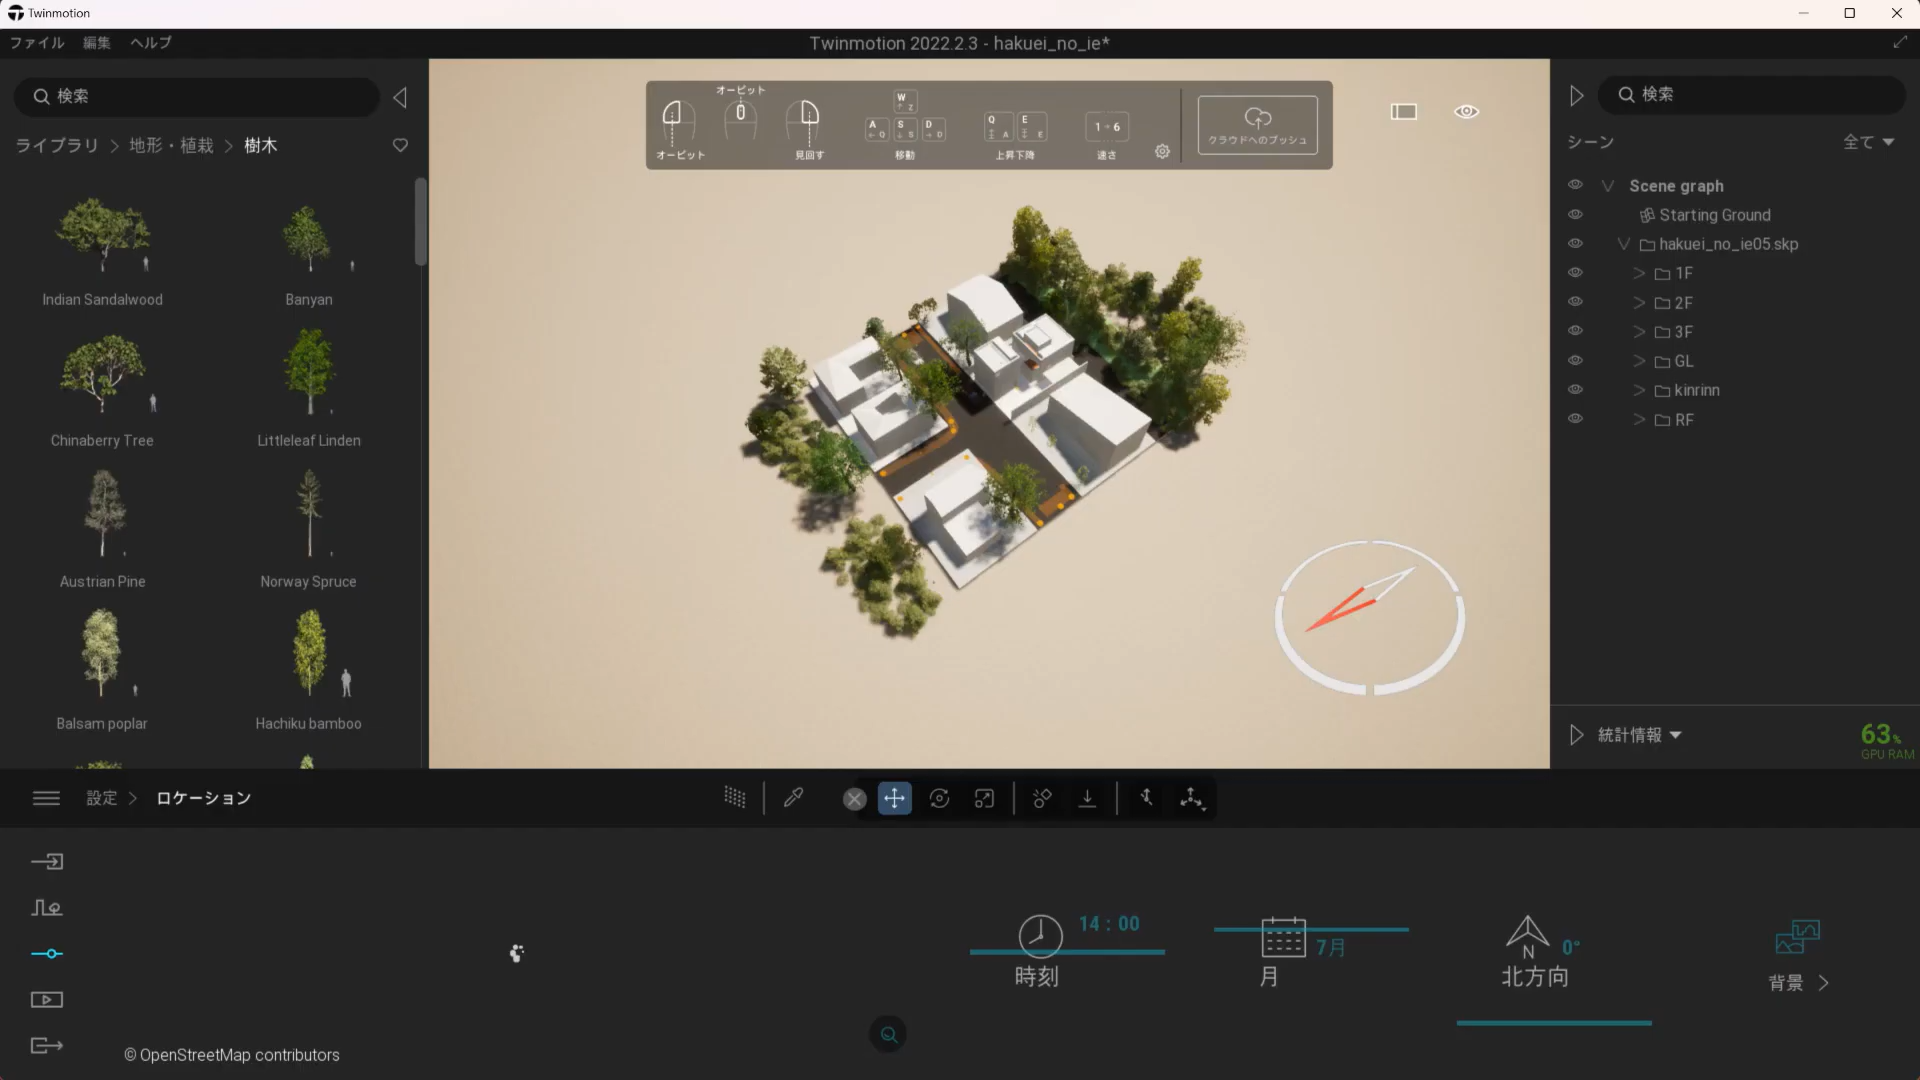 Twinmotion
ファイル 編集 ヘルプ
Twinmotion 2022.2.3 - hakuei_no_ie*
検索
ライブラリ > 地形・植栽 > 樹木
Indian Sandalwood
Banyan
Chinaberry Tree
Littleleaf Linden
Austrian Pine
Norway Spruce
Balsam poplar
Hachiku bamboo
オービット
オービット
見回す
W
Z
A
Q
S
S
D
D
移動
Q
A
E
E
上昇下降
1 - 6
速さ
クラウドへのプッシュ
検索
シーン
全て
Scene graph
Starting Ground
hakuei_no_ie05.skp
1F
2F
3F
GL
kinrinn
RF
統計情報
63%
GPU RAM
設定 > ロケーション
14 : 00
時刻
7月
月
N
0°
北方向
背景 >
© OpenStreetMap contributors